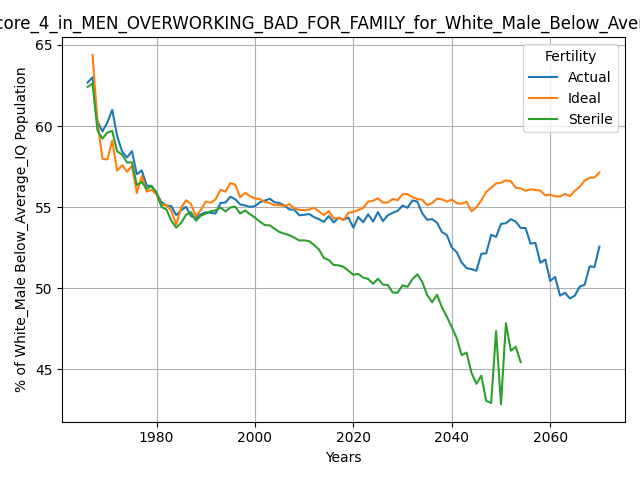 core_4_in_MEN_OVERWORKING_BAD_FOR_FAMILY_for_White_Male_Below_Aver
65
60
55
50
45
% of White_Male Below_Average_IQ Population
Fertility
Actual
Ideal
Sterile
1980
2000
2020
2040
2060
Years